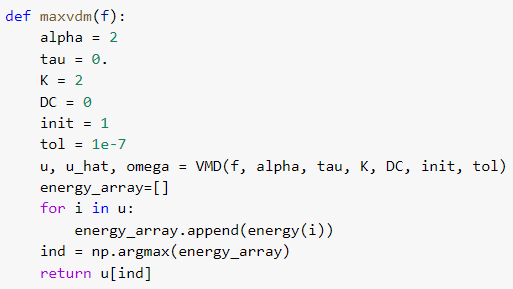 def maxvdm(f):
    alpha = 2
    tau = 0.
    K = 2
    DC = 0
    init = 1
    tol = 1e-7
    u, u_hat, omega = VMD(f, alpha, tau, K, DC, init, tol)
    energy_array=[]
    for i in u:
        energy_array.append(energy(i))
    ind = np.argmax(energy_array)
    return u[ind]